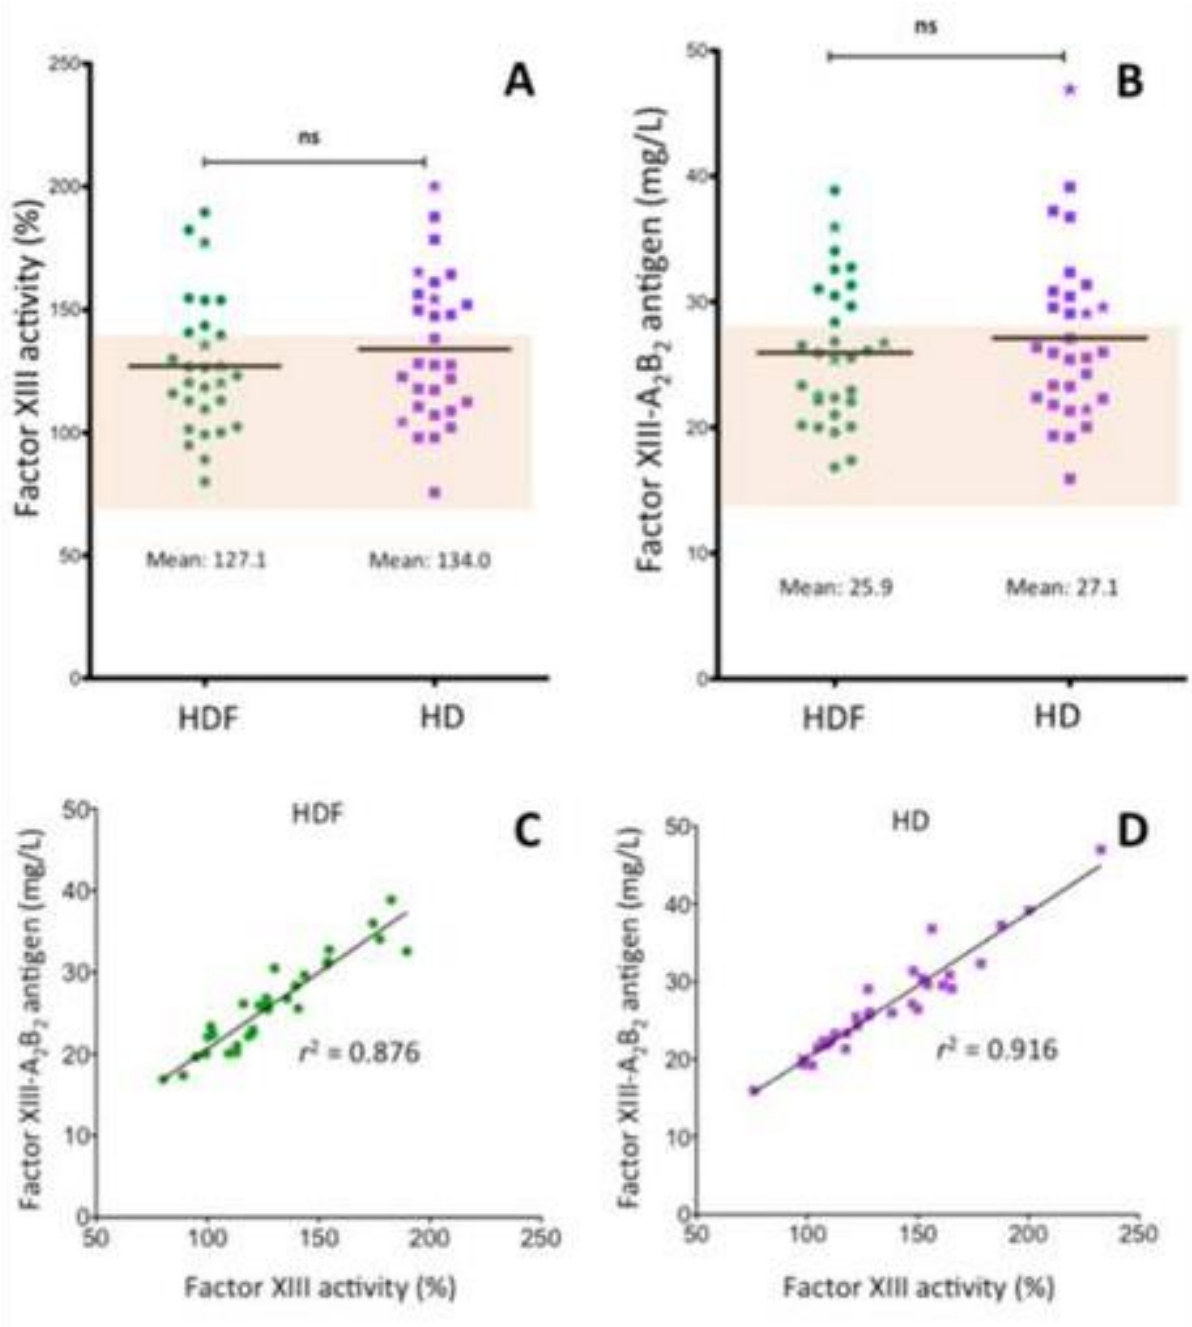 A
ns
Factor XIII activity (%)
250
200
150
100
50
0
Mean: 127.1
Mean: 134.0
HDF
HD
B
ns
Factor XIII-A2B2 antigen (mg/L)
50
40
30
20
10
0
Mean: 25.9
Mean: 27.1
HDF
HD
HDF
C
Factor XIII-A2B2 antigen (mg/L)
50
40
30
20
10
0
r² = 0.876
50 100 150 200 250
Factor XIII activity (%)
HD
D
Factor XIII-A2B2 antigen (mg/L)
50
40
30
20
10
0
r² = 0.916
50 100 150 200 250
Factor XIII activity (%)